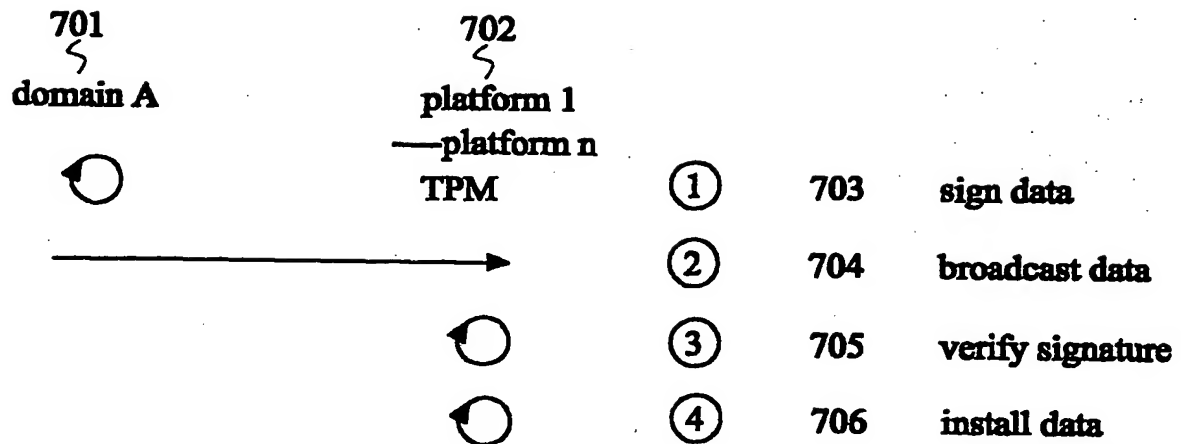 701 702
domain A platform 1
platform n
TPM 1 703 sign data
2 704 broadcast data
3 705 verify signature
4 706 install data